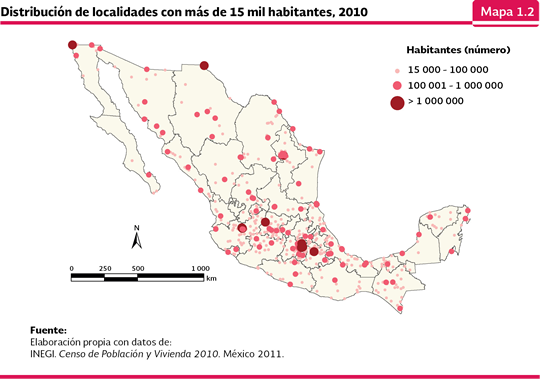 Distribución de localidades con más de 15 mil habitantes, 2010
Mapa 1.2
Habitantes (número)
15 000 - 100 000
100 001 - 1 000 000
> 1 000 000
N
0 250 500 1 000
km
Fuente:
Elaboración propia con datos de:
INEGI. Censo de Población y Vivienda 2010. México 2011.